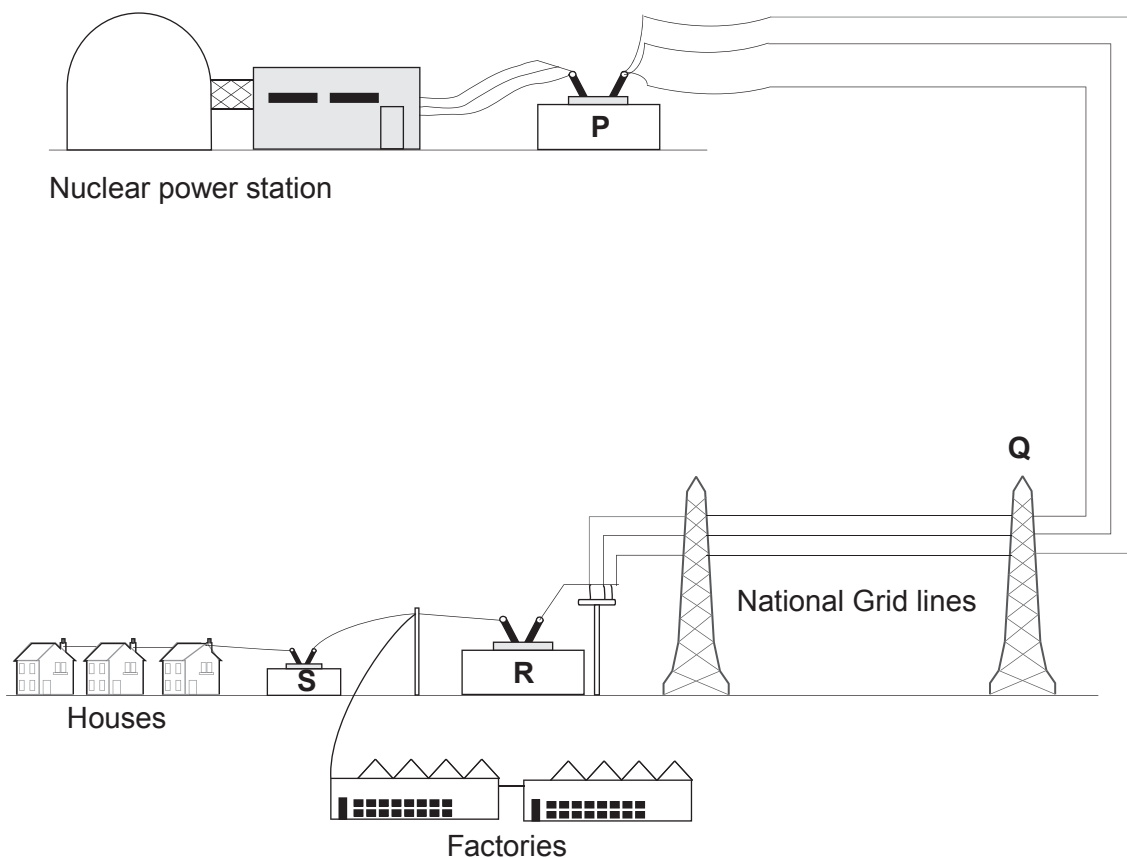 P
Nuclear power station
Q
National Grid lines
R
S
Houses
Factories